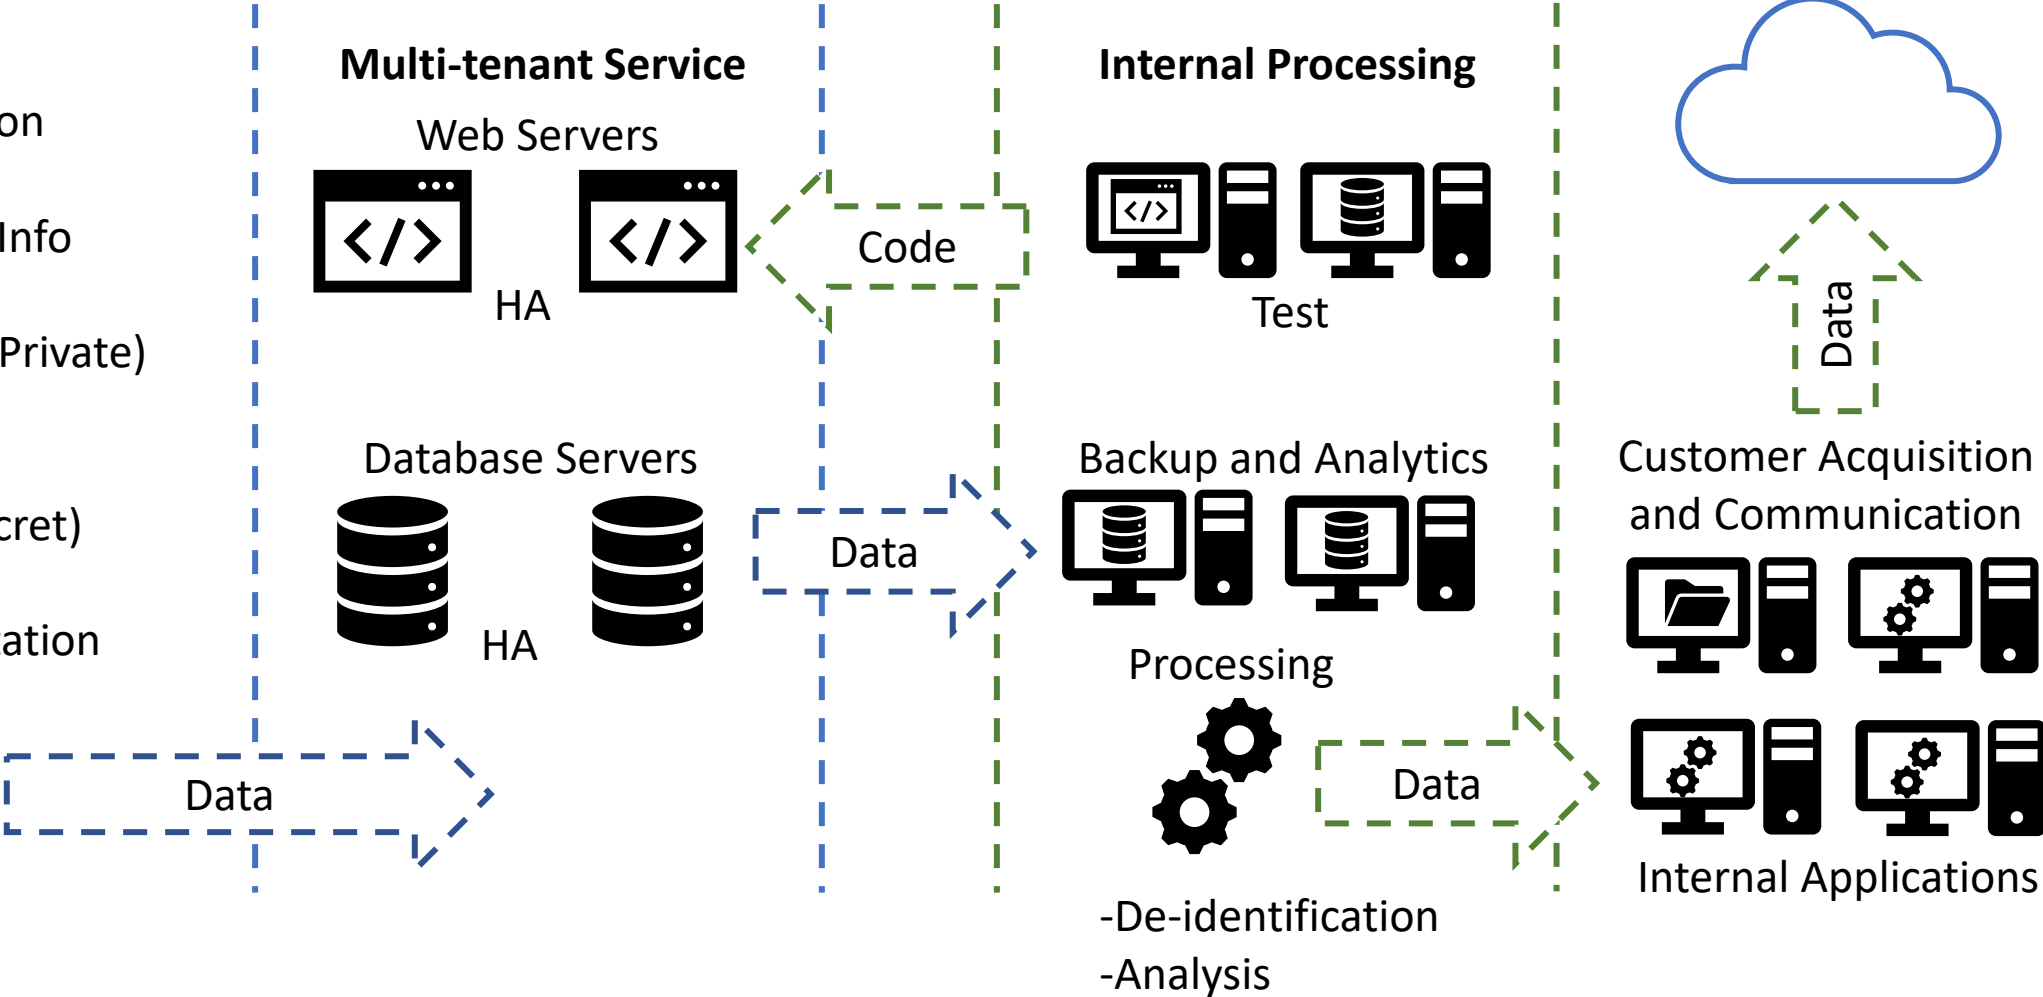 on
Info
Private)
cret)
ation
Data
Multi-tenant Service
Web Servers
</>
</>
HA
Database Servers
HA
Code
Data
Internal Processing
</>
Test
Backup and Analytics
Processing
Data
-De-identification
-Analysis
Data
Customer Acquisition
and Communication
Internal Applications